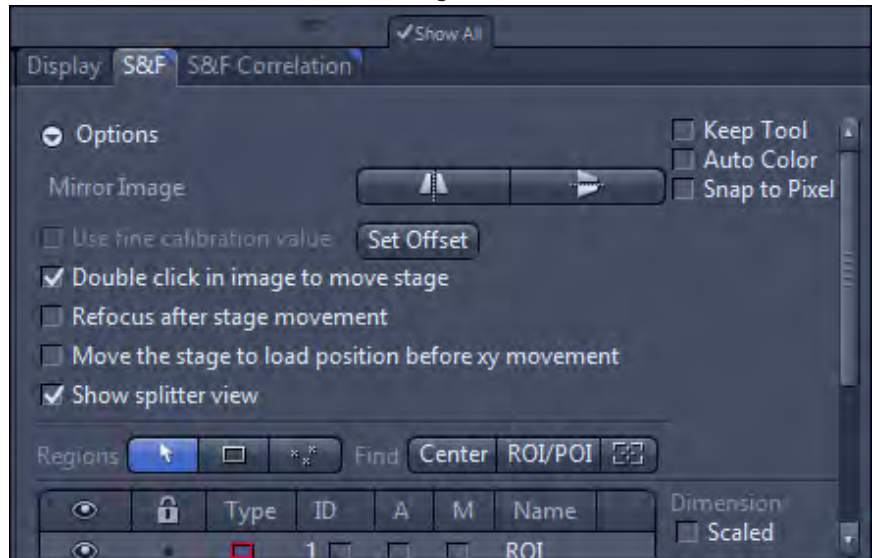 Show All
Display S&F S&F Correlation
Options
Keep Tool
Auto Color
Mirror Image
Snap to Pixel
Use fine calibration value Set Offset
Double click in image to move stage
Refocus after stage movement
Move the stage to load position before xy movement
Show splitter view
Regions Find Center ROI/POI
Type ID A M Name
Dimension
Scaled
1 ROI